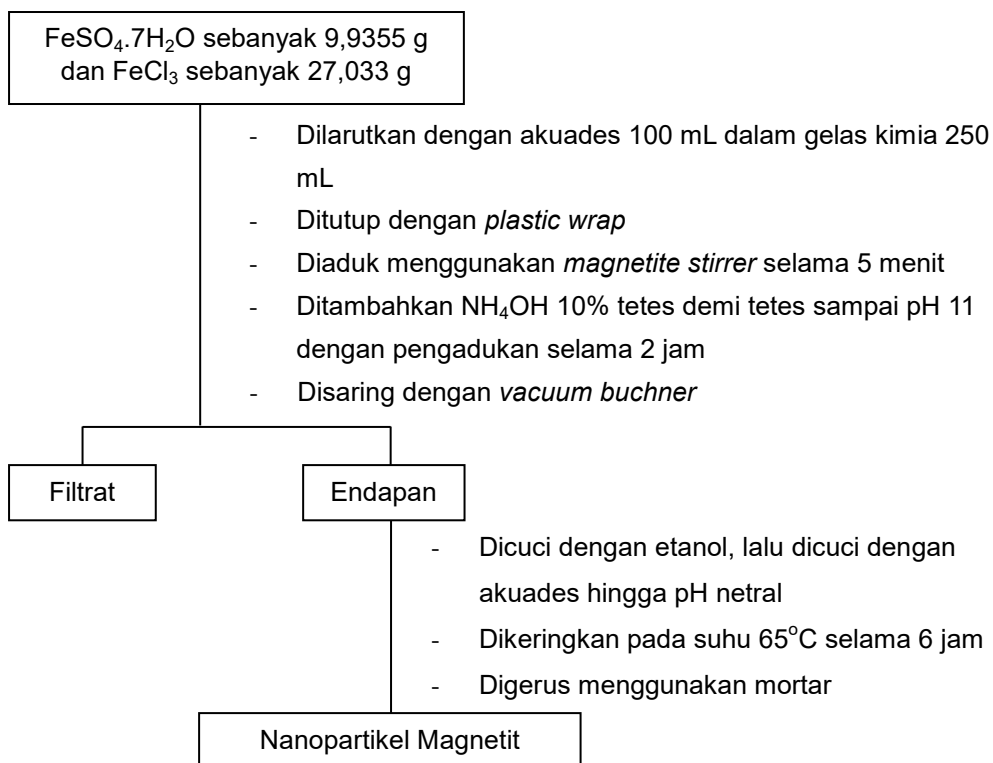 FeSO₄.7H₂O sebanyak 9,9355 g
dan FeCl₃ sebanyak 27,033 g
- Dilarutkan dengan akuades 100 mL dalam gelas kimia 250
mL
- Ditutup dengan plastic wrap
- Diaduk menggunakan magnetite stirrer selama 5 menit
- Ditambahkan NH₄OH 10% tetes demi tetes sampai pH 11
dengan pengadukan selama 2 jam
- Disaring dengan vacuum buchner
Filtrat
Endapan
- Dicuci dengan etanol, lalu dicuci dengan
akuades hingga pH netral
- Dikeringkan pada suhu 65°C selama 6 jam
- Digerus menggunakan mortar
Nanopartikel Magnetit